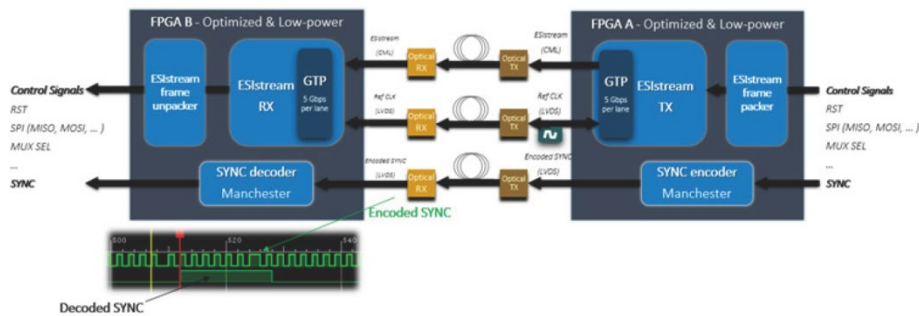 FPGA B - Optimized & Low-power
FPGA A - Optimized & Low-power
ESIstream
(CML)
Optical
RX
Optical
TX
ESIstream
(CML)
ESIstream
frame
unpacker
ESIstream
RX
GTP
5 Gbps
per lane
GTP
5 Gbps
per lane
ESIstream
TX
ESIstream
frame
packer
Control Signals
RST
SPI (MISO, MOSI, ... )
MUX SEL
...
SYNC
Ref CLK
(LVDS)
Optical
RX
Optical
TX
Ref CLK
(LVDS)
Control Signals
RST
SPI (MISO, MOSI, ... )
MUX SEL
...
SYNC
Encoded SYNC
(LVDS)
Optical
RX
Optical
TX
Encoded SYNC
(LVDS)
SYNC decoder
Manchester
SYNC encoder
Manchester
Encoded SYNC
500
520
540
Decoded SYNC